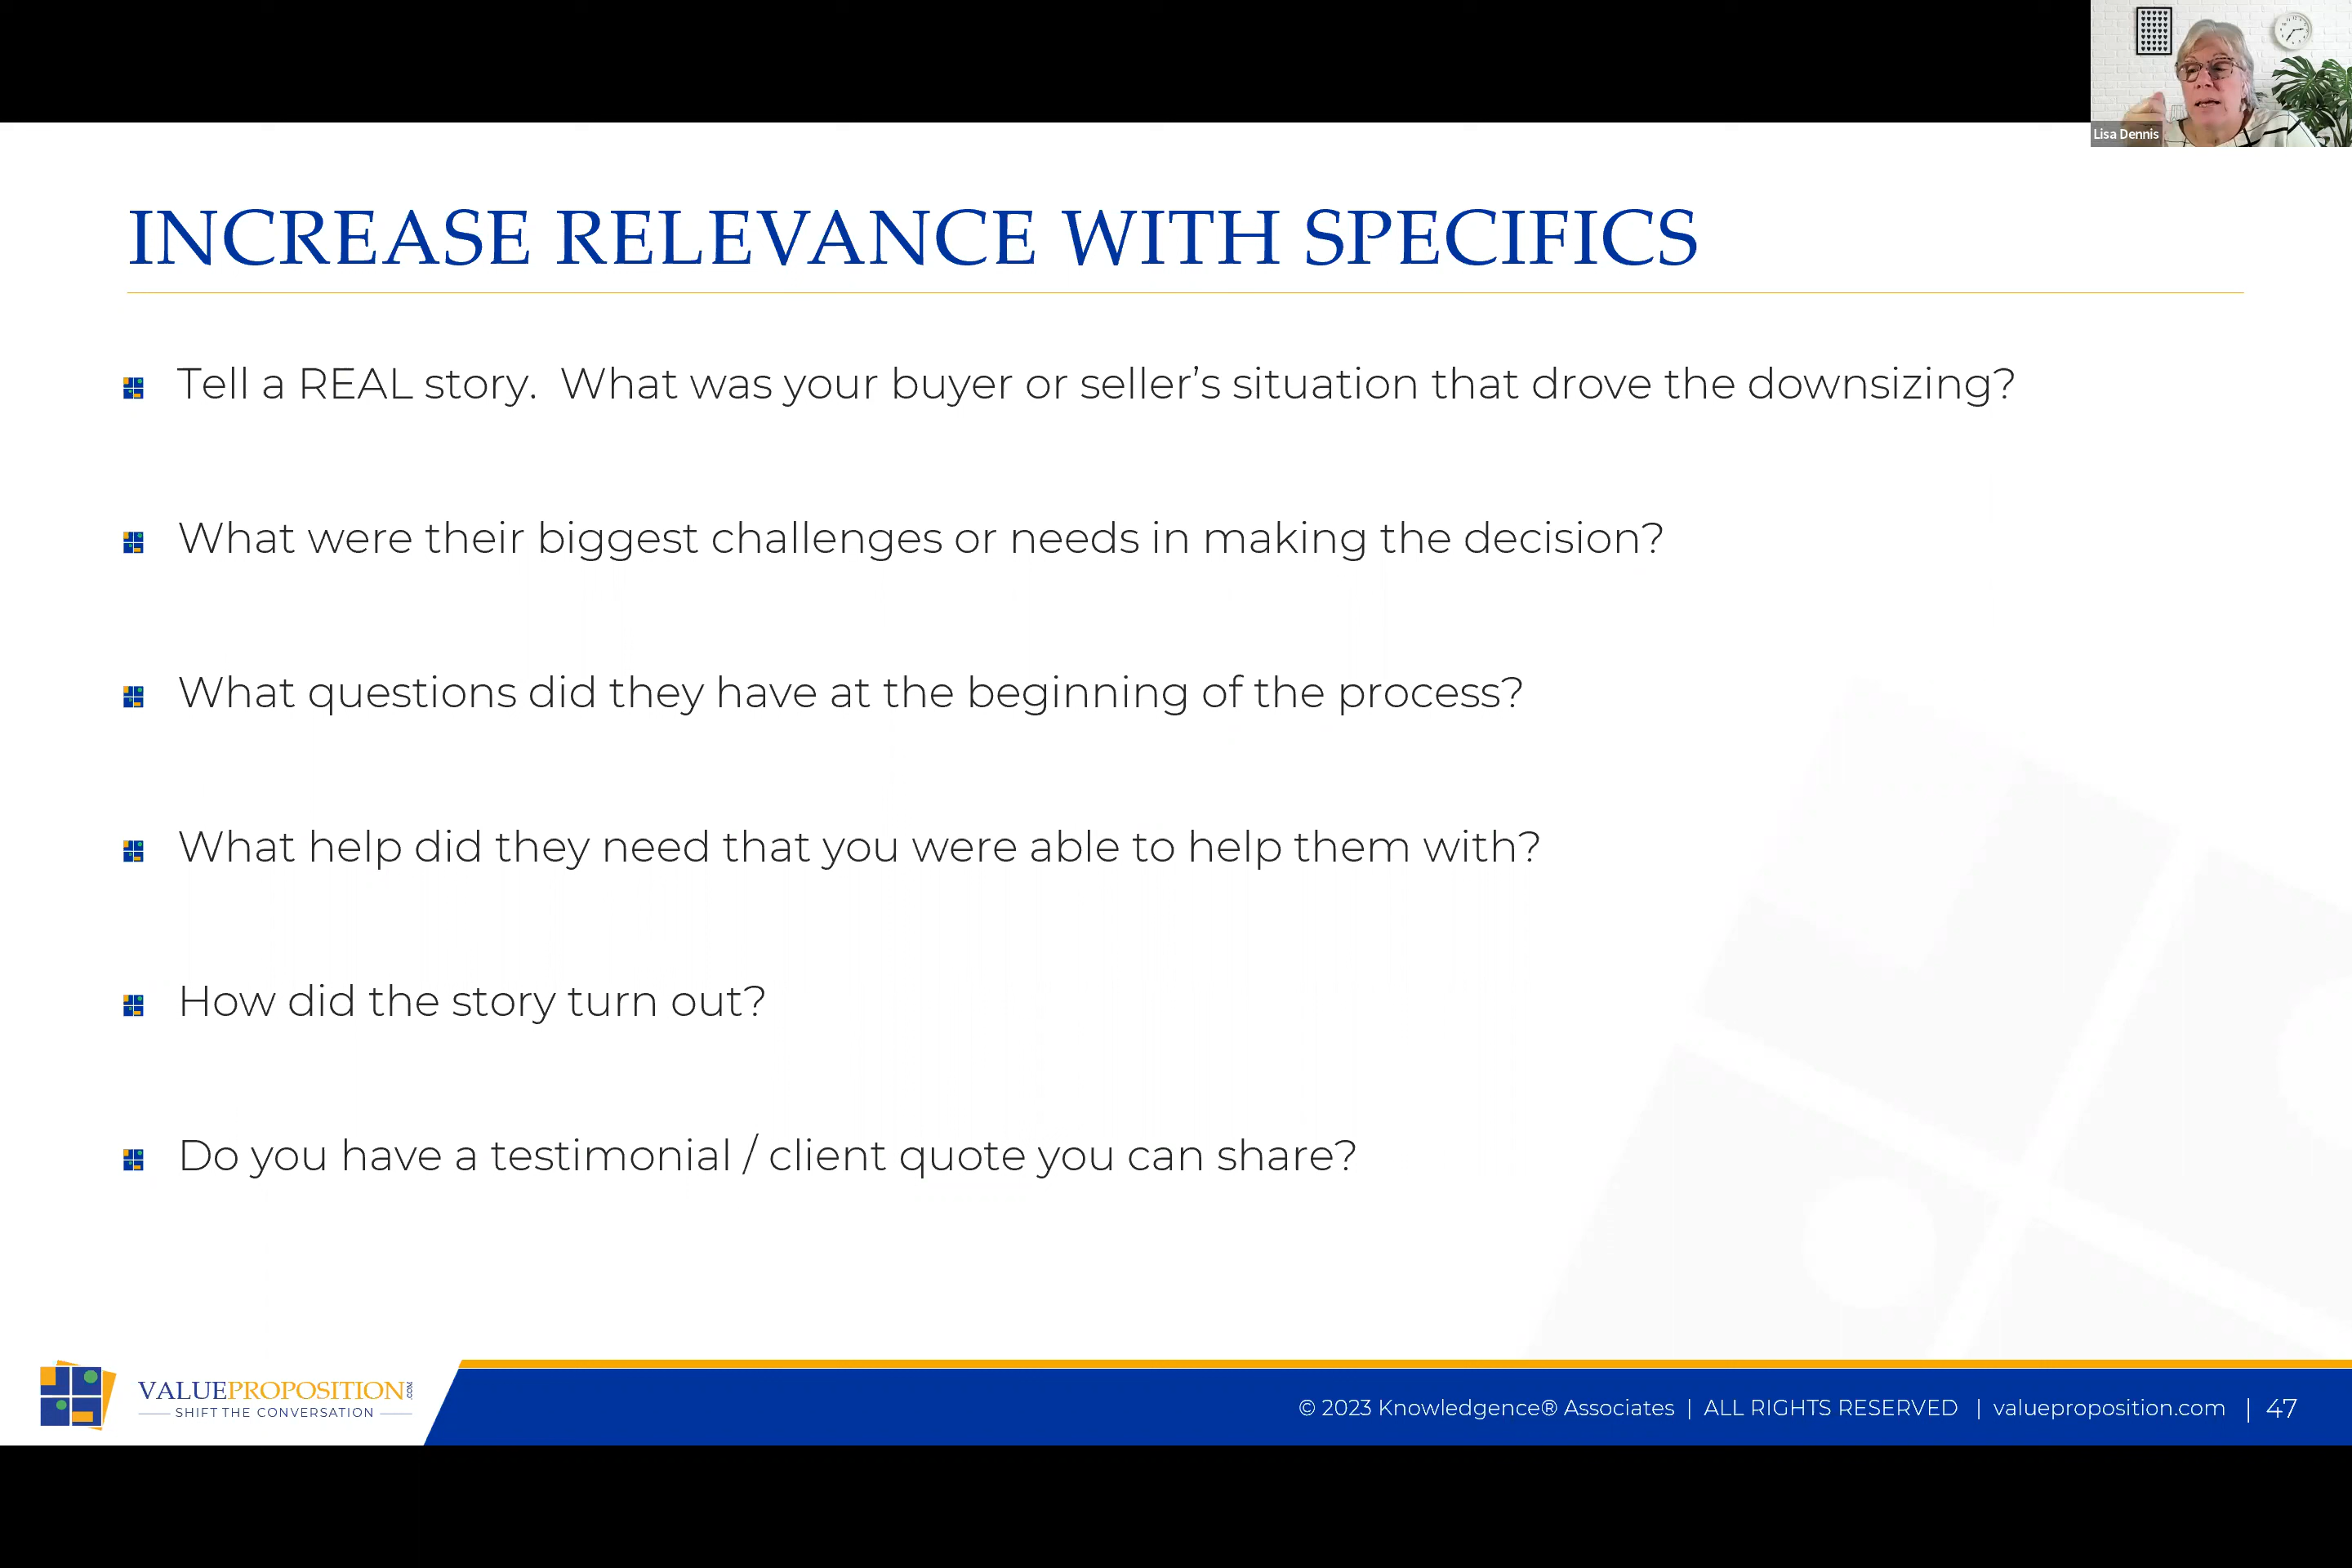 Lisa Dennis
INCREASE RELEVANCE WITH SPECIFICS
Tell a REAL story.  What was your buyer or seller’s situation that drove the downsizing?
What were their biggest challenges or needs in making the decision?
What questions did they have at the beginning of the process?
What help did they need that you were able to help them with?
How did the story turn out?
Do you have a testimonial / client quote you can share?
VALUEPROPOSITION.COM
SHIFT THE CONVERSATION
© 2023 Knowledgence® Associates | ALL RIGHTS RESERVED | valueproposition.com | 47